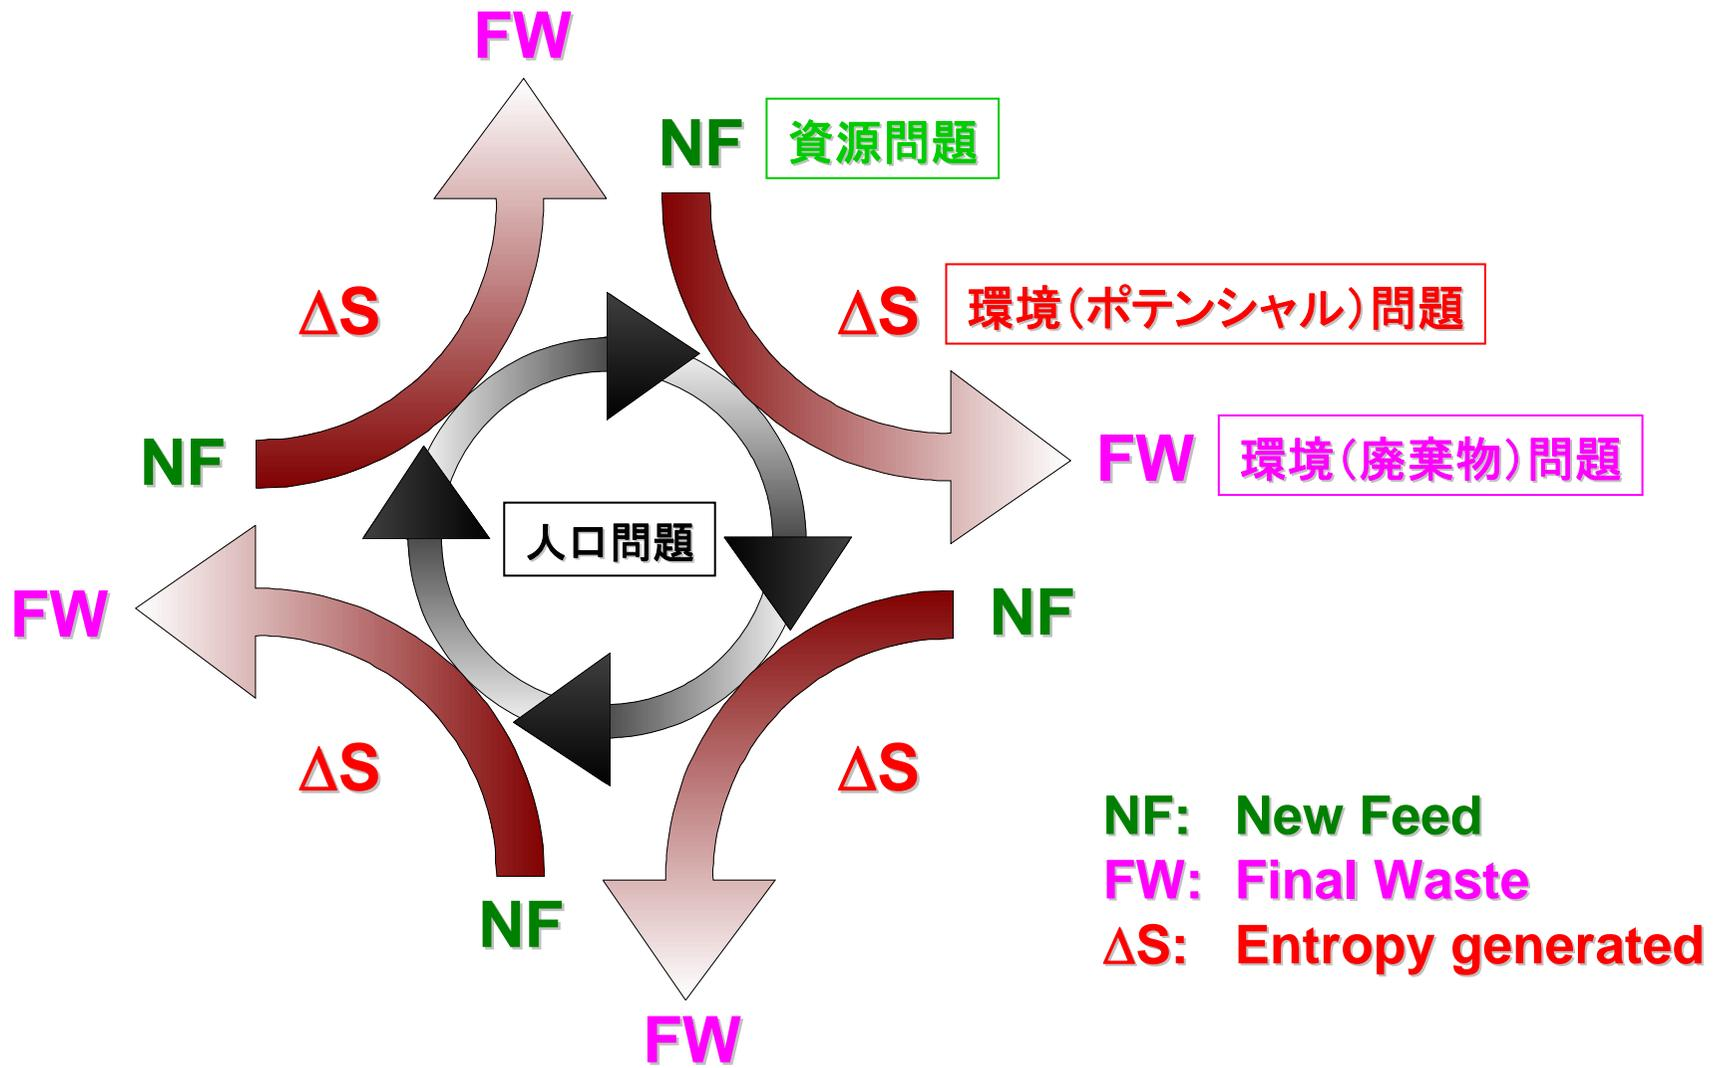 FW
NF 資源問題
ΔS
ΔS 環境（ポテンシャル）問題
NF
FW 環境（廃棄物）問題
人口問題
FW
NF
ΔS
ΔS
NF
FW
NF: New Feed
FW: Final Waste
ΔS: Entropy generated